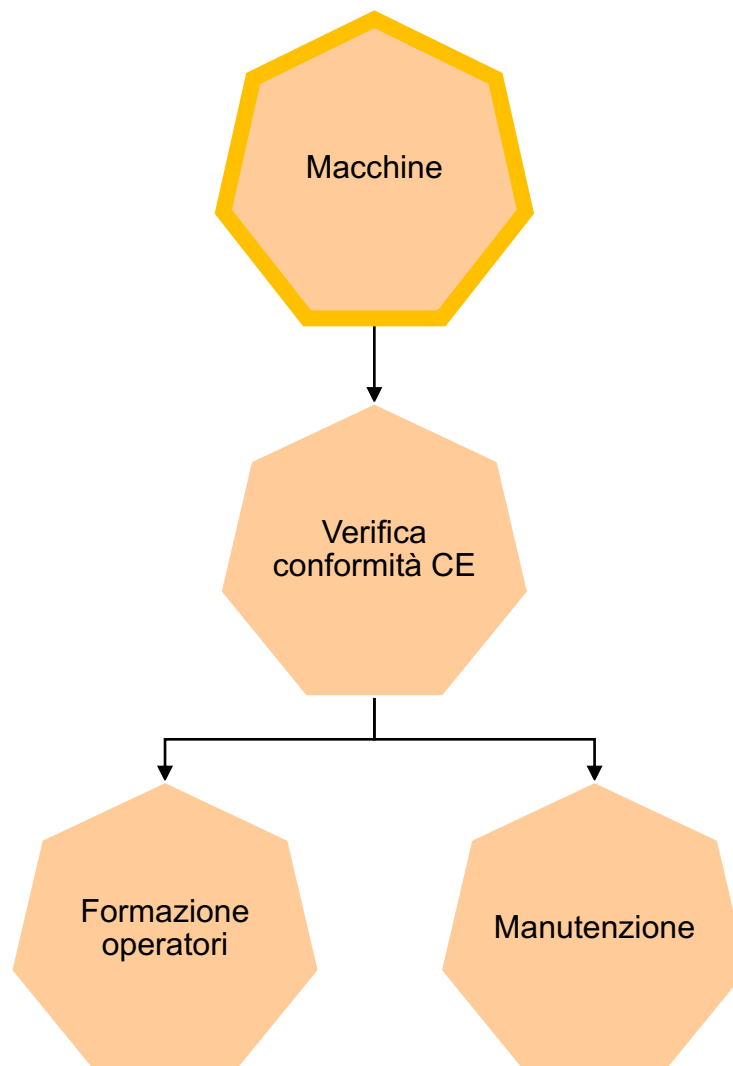 Macchine
Verifica
conformità CE
Formazione
operatori
Manutenzione